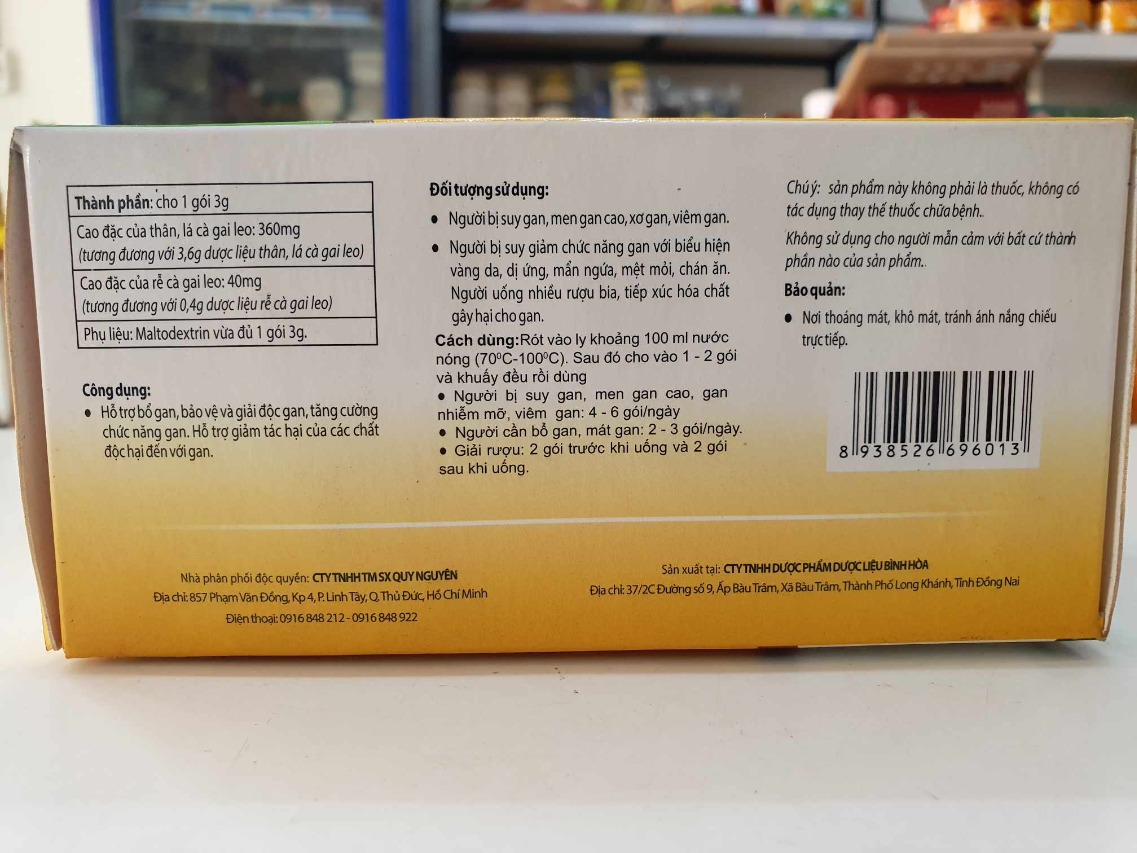 Thành phần: cho 1 gói 3g
Cao đặc của thân, lá cà gai leo: 360mg
(tương đương với 3,6g dược liệu thân, lá cà gai leo)
Cao đặc của rễ cà gai leo: 40mg
(tương đương với 0,4g dược liệu rễ cà gai leo)
Phụ liệu: Maltodextrin vừa đủ 1 gói 3g.
Công dụng:
● Hỗ trợ bổ gan, bảo vệ và giải độc gan, tăng cường
chức năng gan. Hỗ trợ giảm tác hại của các chất
độc hại đến với gan.
Đối tượng sử dụng:
● Người bị suy gan, men gan cao, xơ gan, viêm gan.
● Người bị suy giảm chức năng gan với biểu hiện
vàng da, dị ứng, mẩn ngứa, mệt mỏi, chán ăn.
Người uống nhiều rượu bia, tiếp xúc hóa chất
gây hại cho gan.
Cách dùng:Rót vào ly khoảng 100 ml nước
nóng (70⁰C-100⁰C). Sau đó cho vào 1 - 2 gói
và khuấy đều rồi dùng
● Người bị suy gan, men gan cao, gan
nhiễm mỡ, viêm gan: 4 - 6 gói/ngày
● Người cần bổ gan, mát gan: 2 - 3 gói/ngày.
● Giải rượu: 2 gói trước khi uống và 2 gói
sau khi uống.
Chú ý: sản phẩm này không phải là thuốc, không có
tác dụng thay thế thuốc chữa bệnh..
Không sử dụng cho người mẫn cảm với bất cứ thành
phần nào của sản phẩm..
Bảo quản:
● Nơi thoáng mát, khô mát, tránh ánh nắng chiếu
trực tiếp.
8 938526 696013
Nhà phân phối độc quyền: CTY TNHH TM SX QUY NGUYÊN
Địa chỉ: 857 Phạm Văn Đồng, Kp 4, P. Linh Tây, Q. Thủ Đức, Hồ Chí Minh
Điện thoại: 0916 848 212 - 0916 848 922
Sản xuất tại: CTY TNHH DƯỢC PHẨM DƯỢC LIỆU BÌNH HÒA
Địa chỉ: 37/2C Đường số 9, Ấp Bàu Trâm, Xã Bàu Trâm, Thành Phố Long Khánh, Tỉnh Đồng Nai